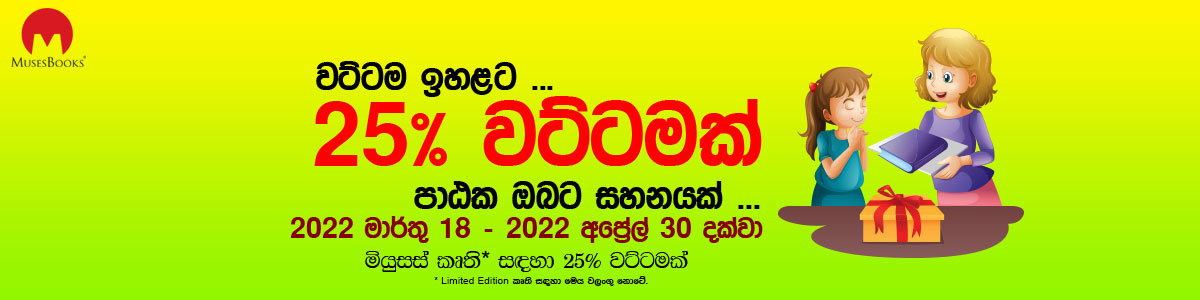 MUSESBOOKS®
වට්ටම ඉහළට ...
25% වට්ටමක්
පාඨක ඔබට සහනයක් ...
2022 මාර්තු 18 - 2022 අප්‍රේල් 30 දක්වා
මියුසස් කෘති* සඳහා 25% වට්ටමක්
* Limited Edition කෘති සඳහා මෙය වලංගු නොවේ.